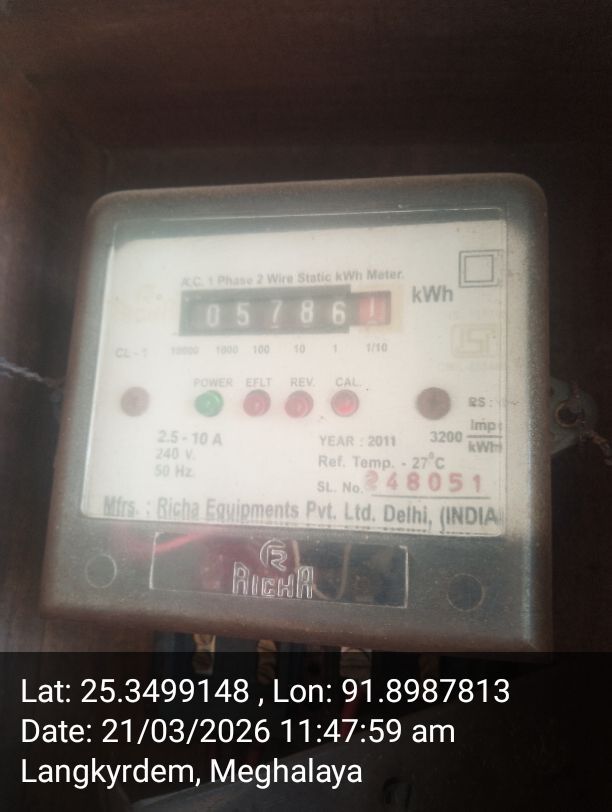 A.C. 1 Phase 2 Wire Static kWh Meter.
0 5 7 8 6 1 kWh
CL - 1 10000 1000 100 10 1 1/10
POWER EFLT REV. CAL.
2.5 - 10 A
240 v.
50 Hz.
YEARː 2011 3200 Imp/kWh
Ref. Temp. - 27°C
SL. No. 248051
Mfrs. : Richa Equipments Pvt. Ltd. Delhi, (INDIA
RICHA
Lat: 25.3499148 , Lon: 91.8987813
Date: 21/03/2026 11:47:59 am
Langkyrdem, Meghalaya